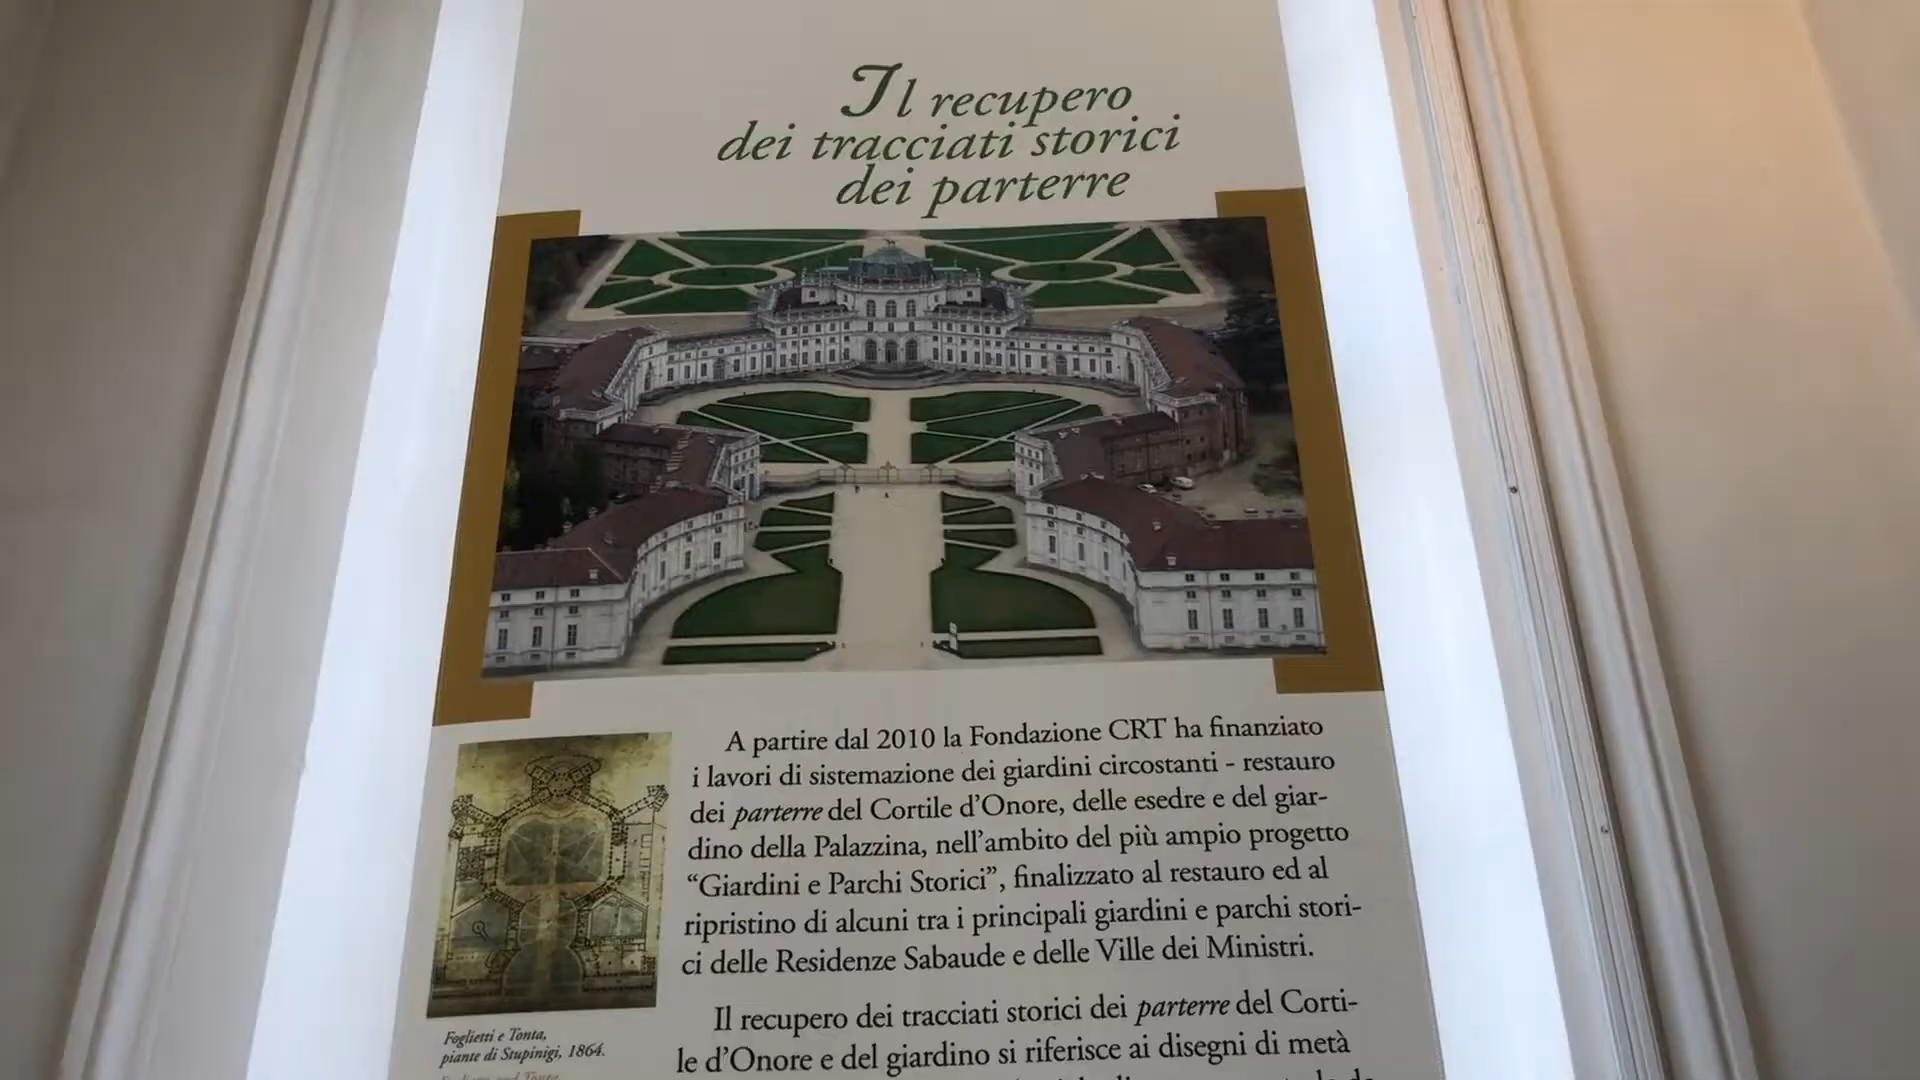 Il recupero
dei tracciati storici
dei parterre
A partire dal 2010 la Fondazione CRT ha finanziato
i lavori di sistemazione dei giardini circostanti - restauro
dei parterre del Cortile d'Onore, delle esedre e del giar-
dino della Palazzina, nell'ambito del più ampio progetto
“Giardini e Parchi Storici”, finalizzato al restauro ed al
ripristino di alcuni tra i principali giardini e parchi stori-
ci delle Residenze Sabaude e delle Ville dei Ministri.
Il recupero dei tracciati storici dei parterre del Corti-
le d'Onore e del giardino si riferisce ai disegni di metà
Foglietti e Tonta,
piante di Stupinigi, 1864.